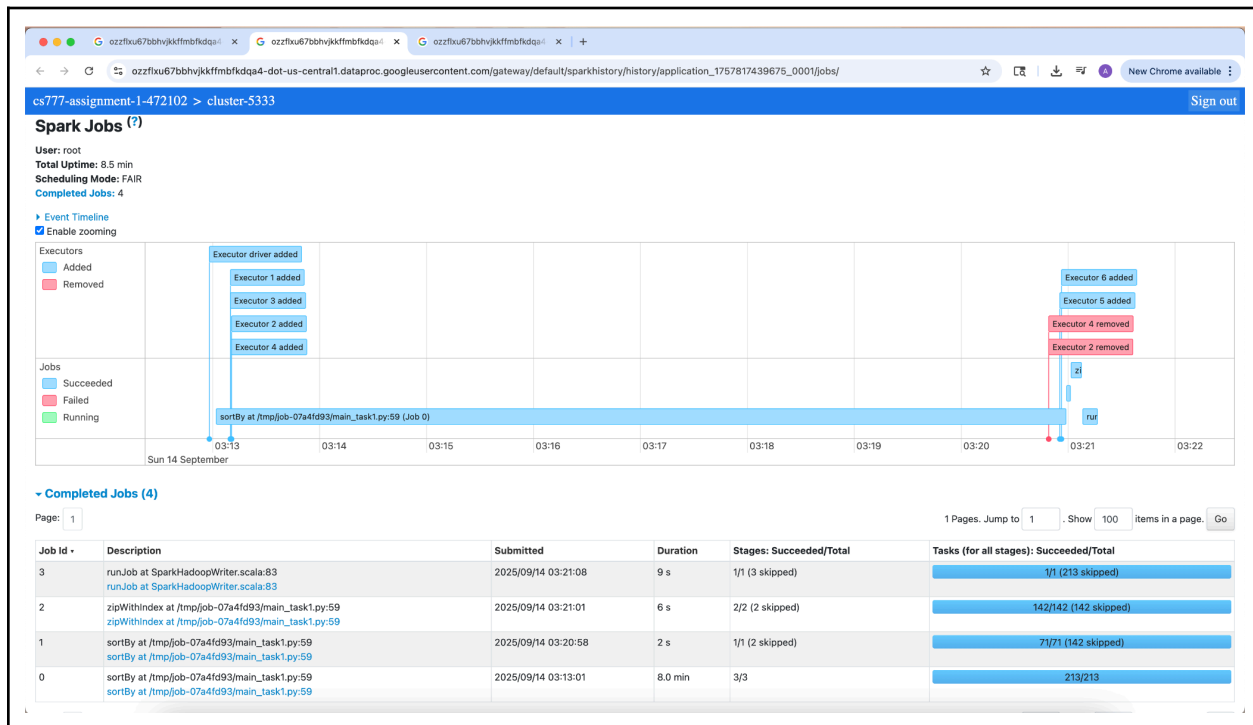 ozzflxu67bbhvjkkffmbfkdqa4
ozzflxu67bbhvjkkffmbfkdqa4
ozzflxu67bbhvjkkffmbfkdqa4
ozzflxu67bbhvjkkffmbfkdqa4-dot-us-central1.dataproc.googleusercontent.com/gateway/default/sparkhistory/history/application_1757817439675_0001/jobs/
A
New Chrome available
cs777-assignment-1-472102 > cluster-5333
Sign out
Spark Jobs (?)
User: root
Total Uptime: 8.5 min
Scheduling Mode: FAIR
Completed Jobs: 4
Event Timeline
Enable zooming
Executors
Added
Removed
Executor driver added
Executor 1 added
Executor 3 added
Executor 2 added
Executor 4 added
Executor 6 added
Executor 5 added
Executor 4 removed
Executor 2 removed
Jobs
Succeeded
Failed
Running
zi
sortBy at /tmp/job-07a4fd93/main_task1.py:59 (Job 0)
rur
03:13 03:14 03:15 03:16 03:17 03:18 03:19 03:20 03:21 03:22
Sun 14 September
Completed Jobs (4)
Page: 1
1 Pages. Jump to 1 . Show 100 items in a page. Go
Job Id Description Submitted Duration Stages: Succeeded/Total Tasks (for all stages): Succeeded/Total
3 runJob at SparkHadoopWriter.scala:83 2025/09/14 03:21:08 9 s 1/1 (3 skipped) 1/1 (213 skipped)
runJob at SparkHadoopWriter.scala:83
2 zipWithIndex at /tmp/job-07a4fd93/main_task1.py:59 2025/09/14 03:21:01 6 s 2/2 (2 skipped) 142/142 (142 skipped)
zipWithIndex at /tmp/job-07a4fd93/main_task1.py:59
1 sortBy at /tmp/job-07a4fd93/main_task1.py:59 2025/09/14 03:20:58 2 s 1/1 (2 skipped) 71/71 (142 skipped)
sortBy at /tmp/job-07a4fd93/main_task1.py:59
0 sortBy at /tmp/job-07a4fd93/main_task1.py:59 2025/09/14 03:13:01 8.0 min 3/3 213/213
sortBy at /tmp/job-07a4fd93/main_task1.py:59